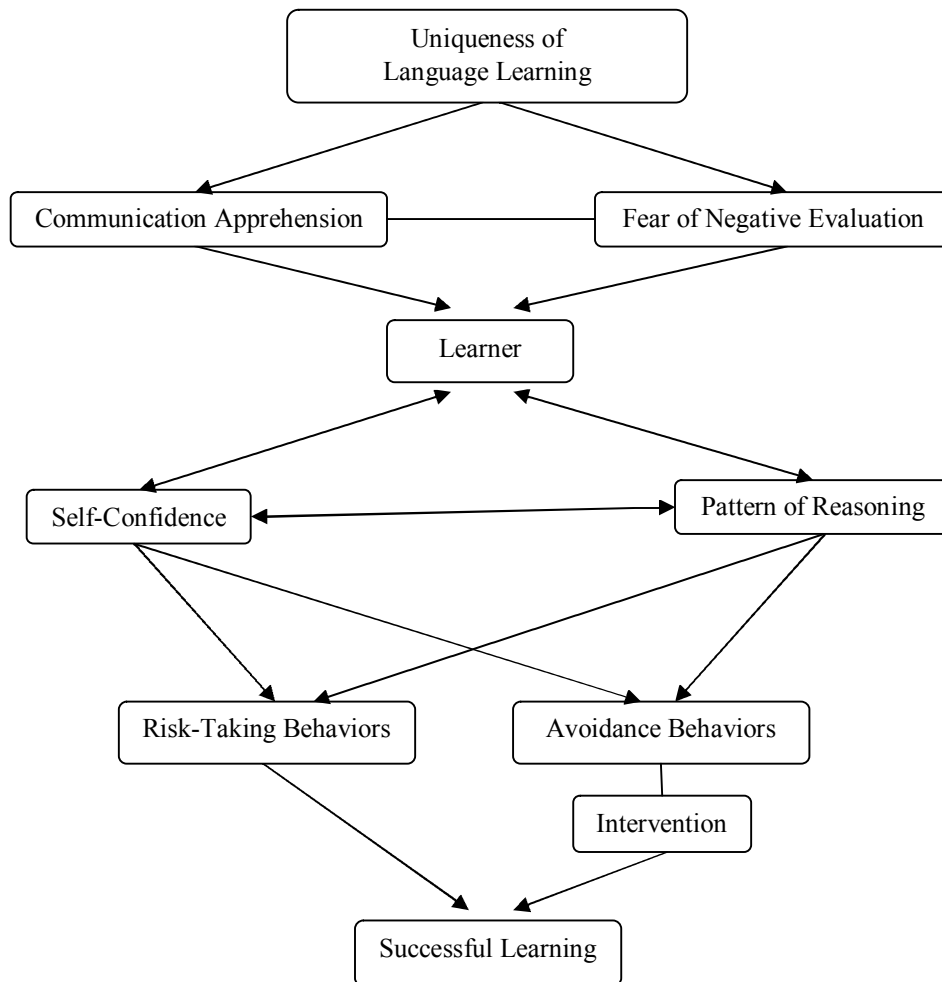 Uniqueness of
Language Learning
Communication Apprehension
Fear of Negative Evaluation
Learner
Self-Confidence
Pattern of Reasoning
Risk-Taking Behaviors
Avoidance Behaviors
Intervention
Successful Learning